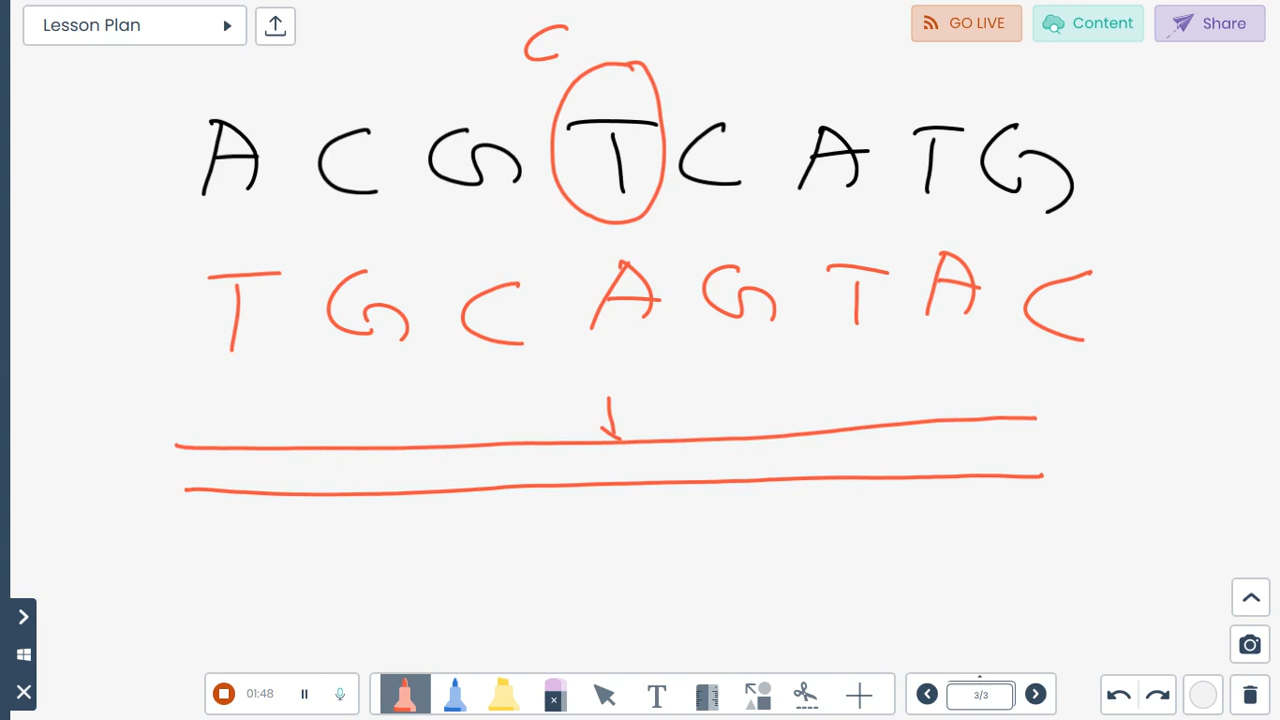 Lesson Plan
GO LIVE
Content
Share
C
A C G T C A T G
T G C A G T A C
01:48
T
3/3